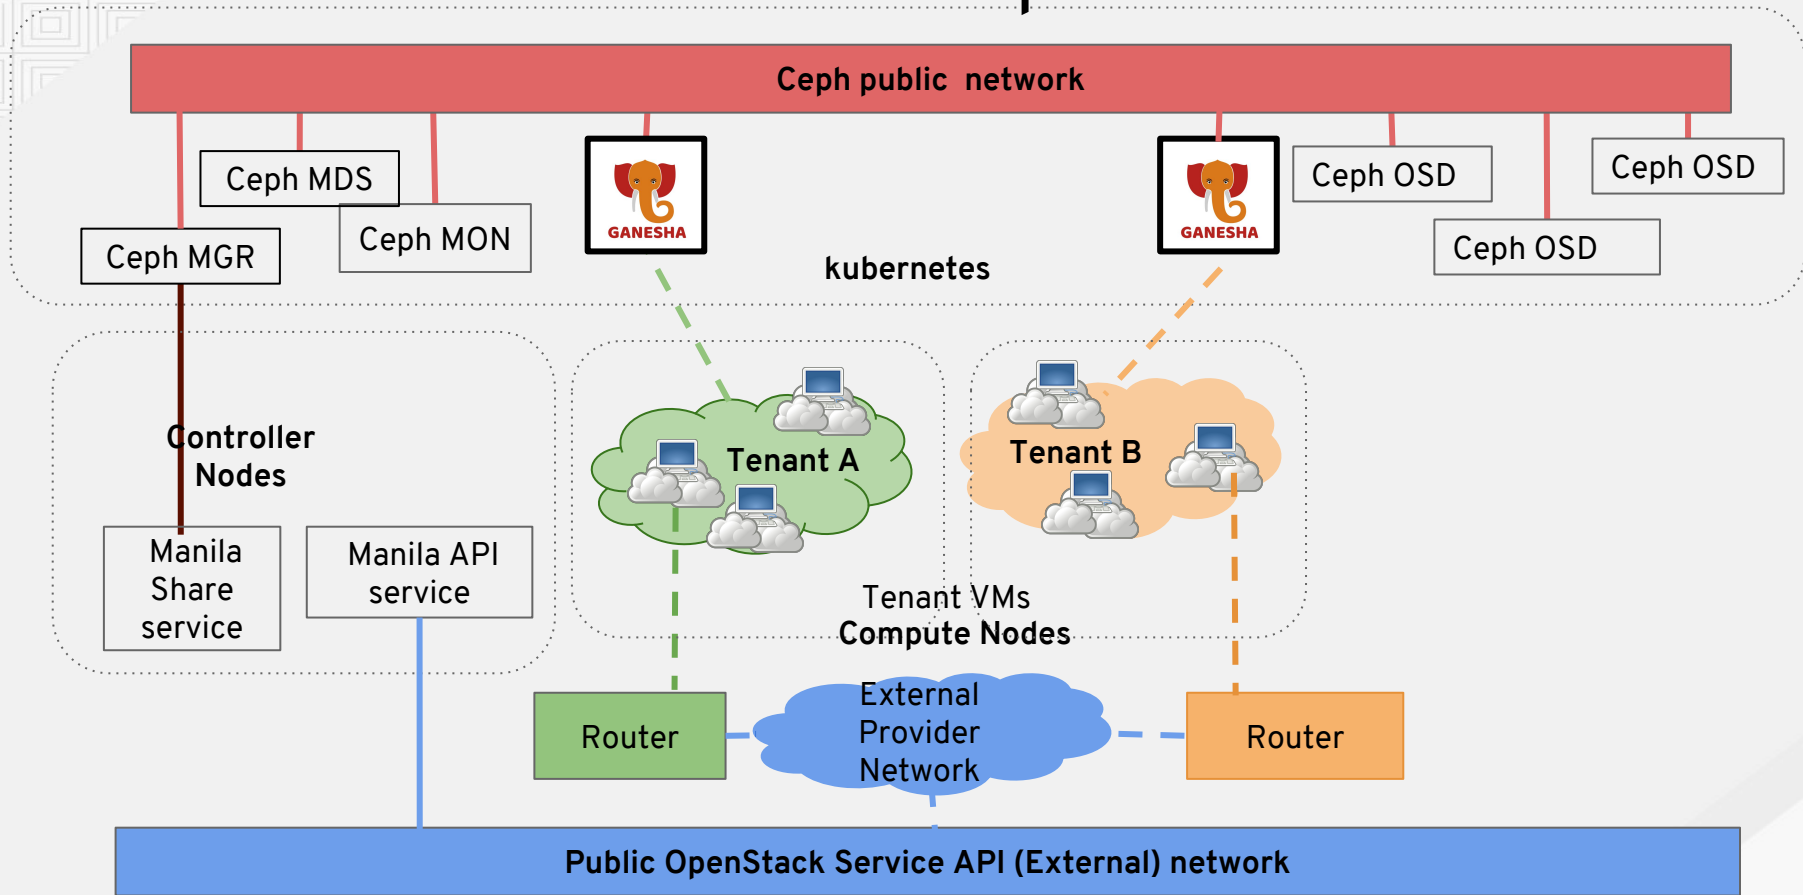 Ceph public network
Ceph MDS
Ceph MON
Ceph MGR
GANESHA
GANESHA
Ceph OSD
Ceph OSD
Ceph OSD
kubernetes
Controller
Nodes
Manila
Share
service
Manila API
service
Tenant A
Tenant B
Tenant VMs
Compute Nodes
Router
External
Provider
Network
Router
Public OpenStack Service API (External) network